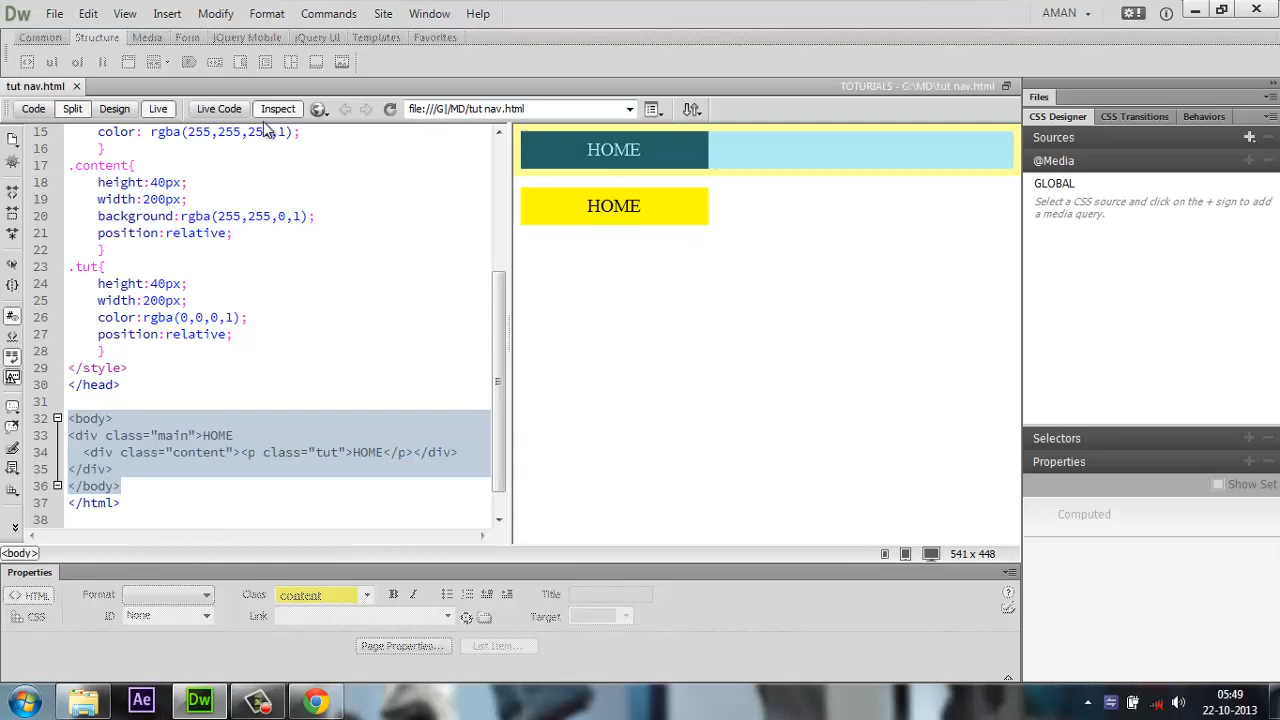 Dw File Edit View Insert Modify Format Commands Site Window Help AMAN
Common Structure Media Form jQuery Mobile jQuery UI Templates Favorites
ul ol li
tut nav.html TOTURIALS - G:\MD\tut nav.html
Code Split Design Live Live Code Inspect file:///G|/MD/tut nav.html
15 color: rgba(255,255,25 1);
16 }
17 .content{
18 height:40px;
19 width:200px;
20 background:rgba(255,255,0,1);
21 position:relative;
22 }
23 .tut{
24 height:40px;
25 width:200px;
26 color:rgba(0,0,0,1);
27 position:relative;
28 }
29 </style>
30 </head>
31
32 <body>
33 <div class="main">HOME
34 <div class="content"><p class="tut">HOME</p></div>
35 </div>
36 </body>
37 </html>
38
HOME
HOME
Files
CSS Designer CSS Transitions Behaviors
Sources
@Media
GLOBAL
Select a CSS source and click on the + sign to add
a media query.
Selectors
Properties
Show Set
Computed
<body> 541 x 448
Properties
<> HTML Format Class content B I Title
CSS ID None Link Target
Page Properties... List Item...
Ae Dw
05:49
22-10-2013